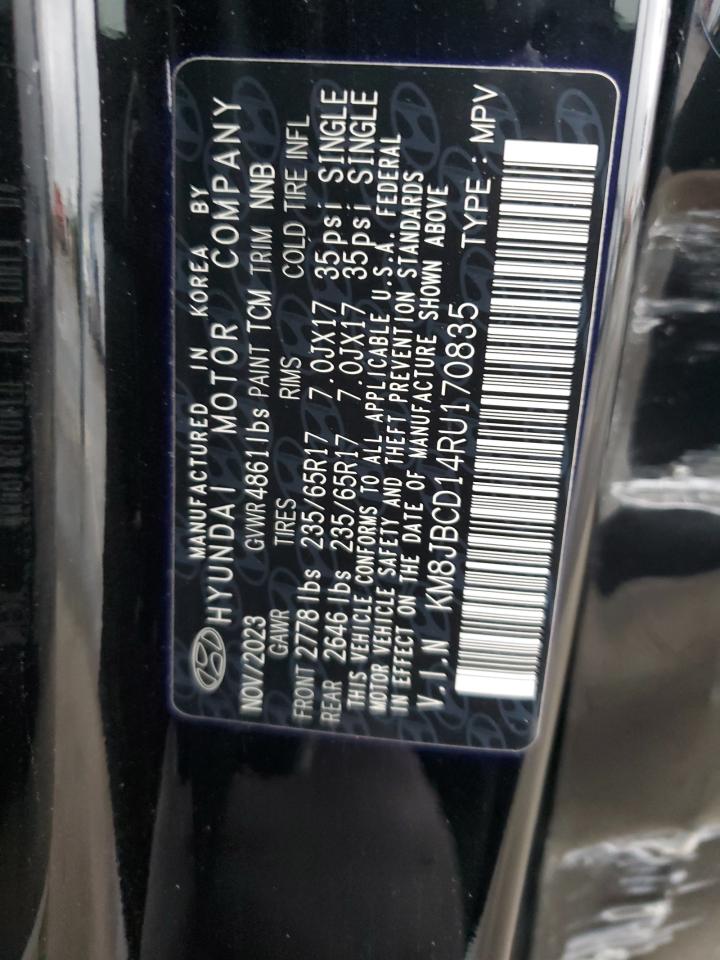 MANUFACTURED IN KOREA BY
HYUNDAI MOTOR COMPANY
NOV/2023 GVWR 4861 lbs PAINT TCM TRIM NNB
GAWR TIRES RIMS COLD TIRE INFL
FRONT 2778 lbs 235/65R17 7.0JX17 35psi SINGLE
REAR 2646 lbs 235/65R17 7.0JX17 35psi SINGLE
THIS VEHICLE CONFORMS TO ALL APPLICABLE U.S.A. FEDERAL
MOTOR VEHICLE SAFETY AND THEFT PREVENTION STANDARDS
IN EFFECT ON THE DATE OF MANUFACTURE SHOWN ABOVE
V.I.N KM8JBCD14RU170835 TYPE : MPV